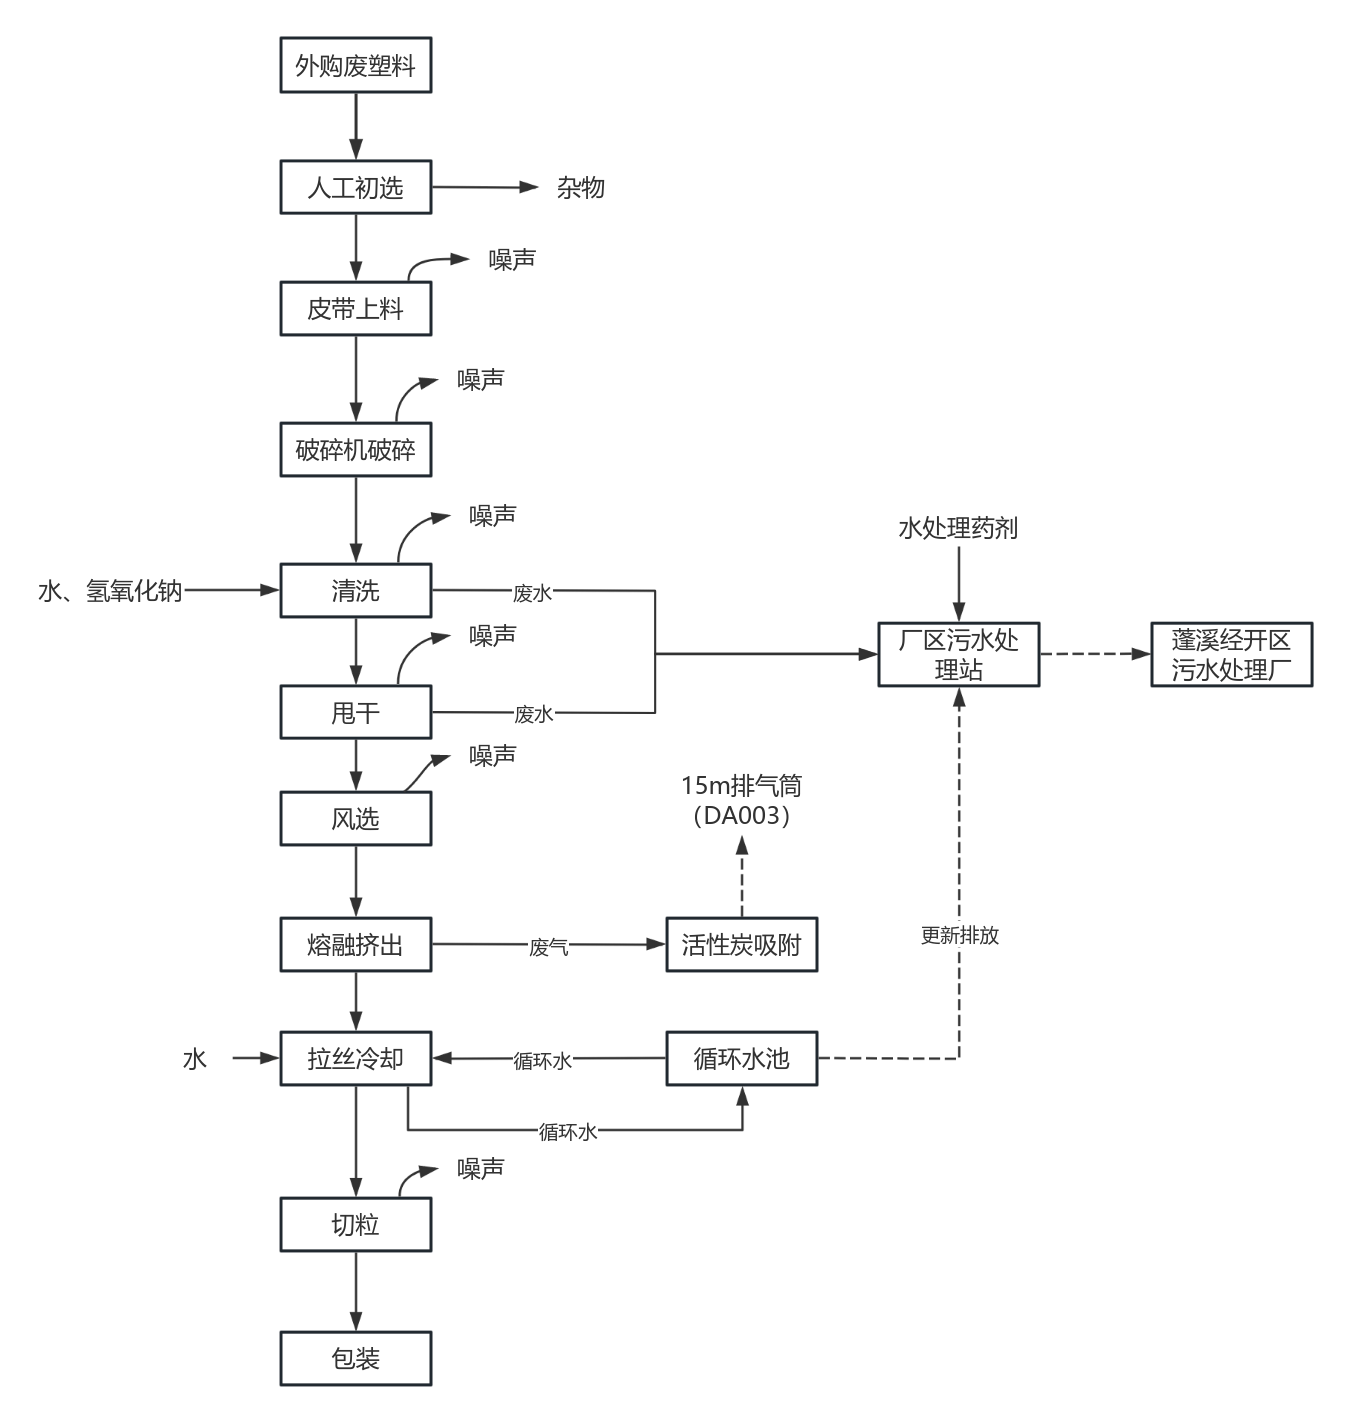 外购废塑料
人工初选
杂物
噪声
皮带上料
噪声
破碎机破碎
噪声
水处理药剂
水、氢氧化钠
清洗
废水
噪声
厂区污水处
理站
蓬溪经开区
污水处理厂
甩干
废水
噪声
风选
15m排气筒
（DA003）
熔融挤出
废气
活性炭吸附
更新排放
水
拉丝冷却
循环水
循环水池
循环水
噪声
切粒
包装